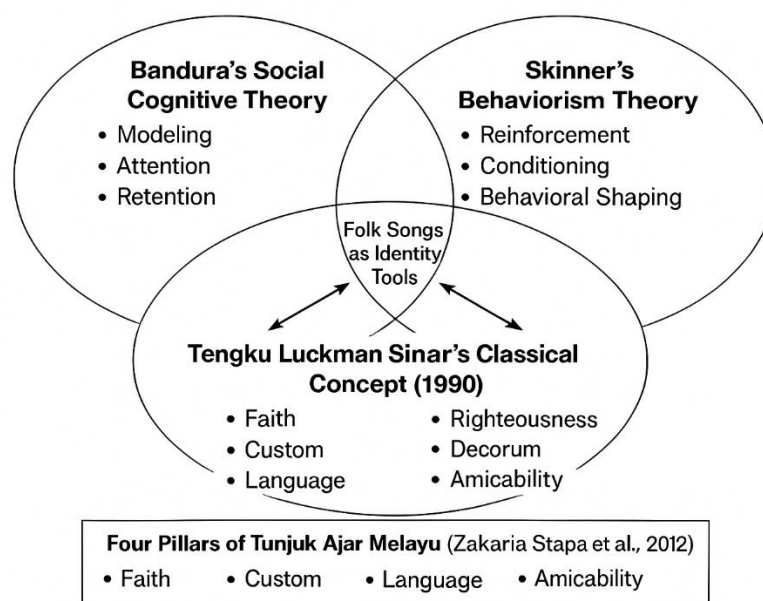 Bandura's Social
Cognitive Theory
• Modeling
• Attention
• Retention
Skinner's
Behaviorism Theory
• Reinforcement
• Conditioning
• Behavioral Shaping
Folk Songs
as Identity
Tools
Tengku Luckman Sinar's Classical
Concept (1990)
• Faith
• Custom
• Language
• Righteousness
• Decorum
• Amicability
Four Pillars of Tunjuk Ajar Melayu (Zakaria Stapa et al., 2012)
• Faith • Custom • Language • Amicability